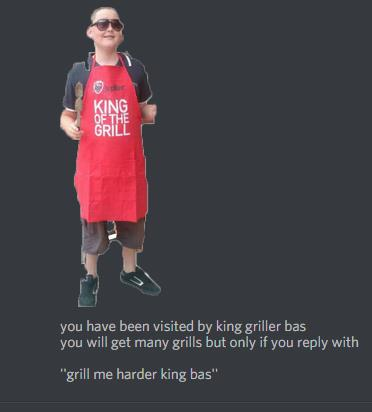 KING
OF THE
GRILL
you have been visited by king griller bas
you will get many grills but only if you reply with
"grill me harder king bas"